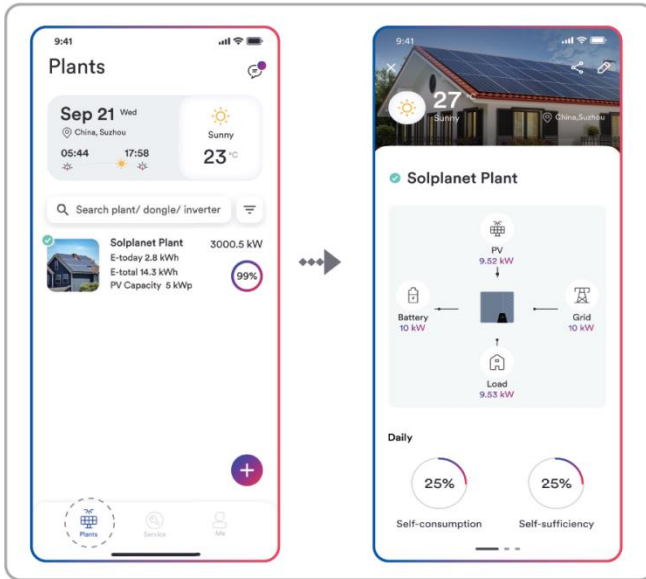 9:41
Plants
Sep 21 Wed
China, Suzhou
05:44 17:58
Sunny
23 °C
Search plant/ dongle/ inverter
Solplanet Plant 3000.5 kW
E-today 2.8 kWh
E-total 14.3 kWh
PV Capacity 5 kWp
99%
Plants Service Me
9:41
27 °C
Sunny
China,Suzhou
Solplanet Plant
PV
9.52 kW
Battery
10 kW
Grid
10 kW
Load
9.53 kW
Daily
25% 25%
Self-consumption Self-sufficiency